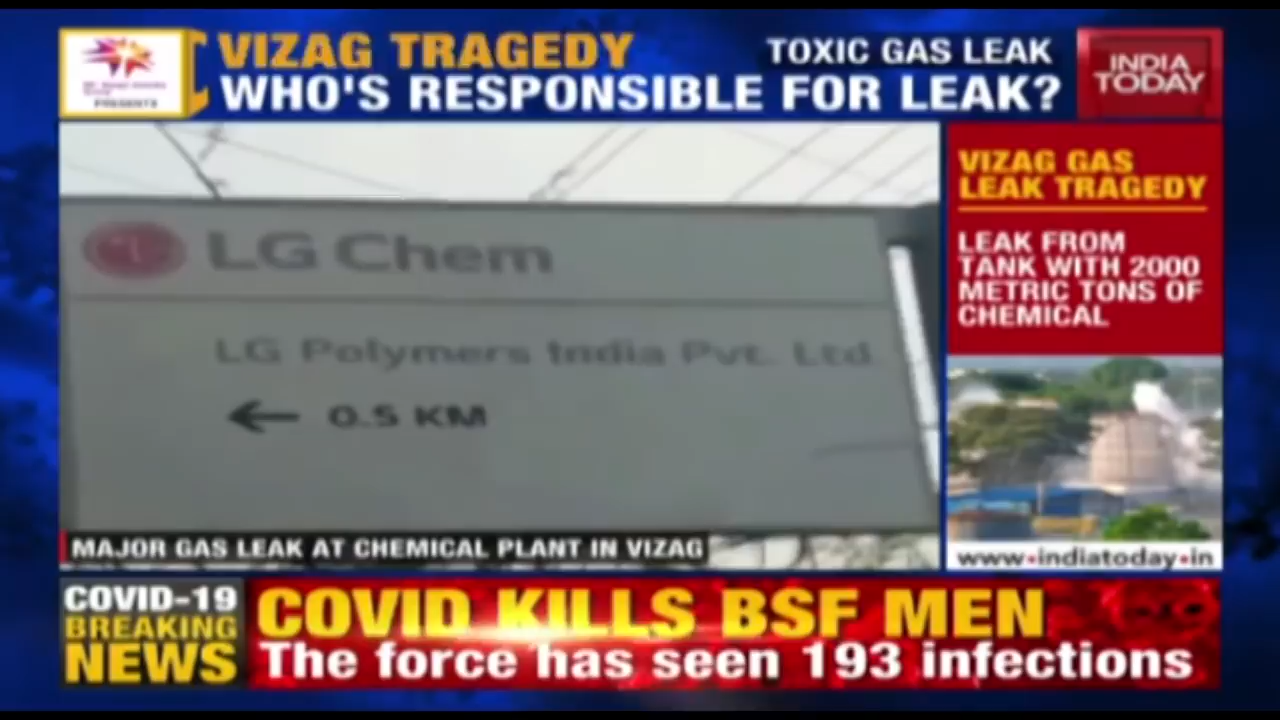 PRESENTS
VIZAG TRAGEDY
TOXIC GAS LEAK
WHO'S RESPONSIBLE FOR LEAK?
INDIA
TODAY
LG Chem
LG Polymers India Pvt. Ltd
← 0.5 KM
VIZAG GAS
LEAK TRAGEDY
LEAK FROM
TANK WITH 2000
METRIC TONS OF
CHEMICAL
MAJOR GAS LEAK AT CHEMICAL PLANT IN VIZAG
www•indiatoday•in
COVID-19
BREAKING
NEWS
COVID KILLS BSF MEN
The force has seen 193 infections